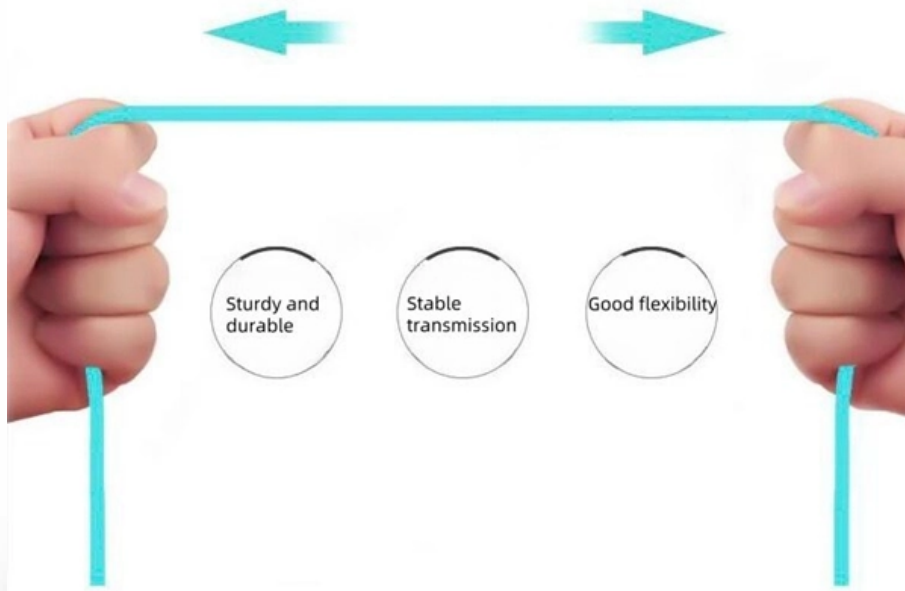 Sturdy and
durable
Stable
transmission
Good flexibility